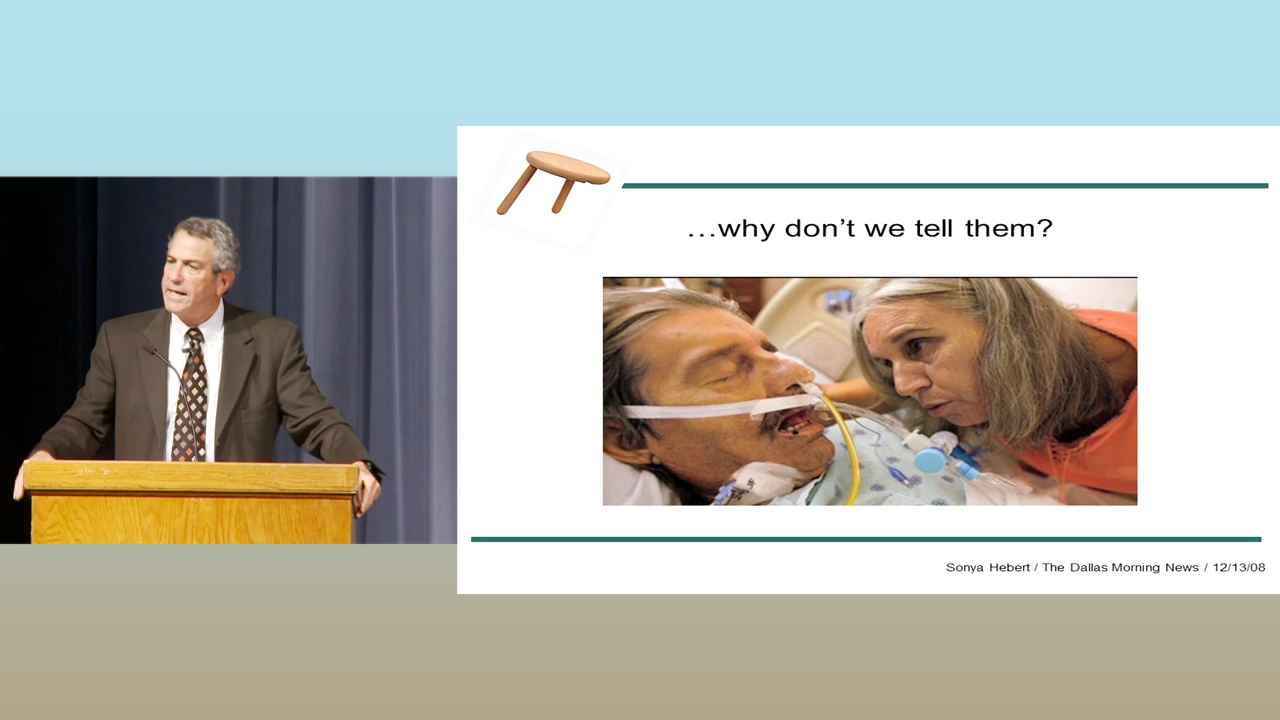 …why don’t we tell them?
Sonya Hebert / The Dallas Morning News / 12/13/08